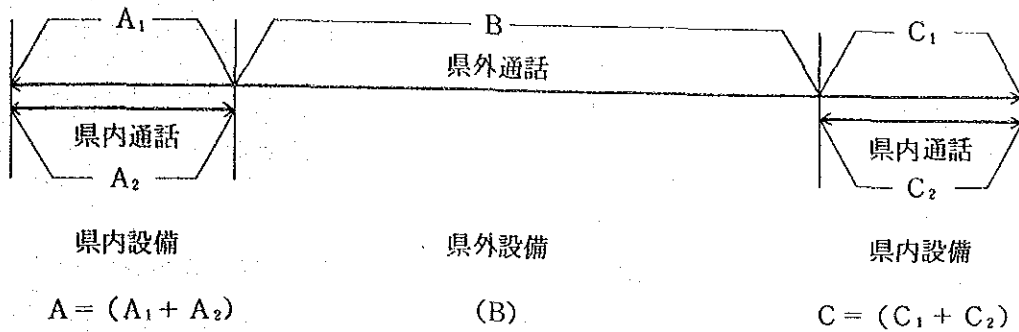 A₁ B C₁
県外通話
県内通話 県内通話
A₂ C₂
県内設備 県外設備 県内設備
A = (A₁ + A₂) (B) C = (C₁ + C₂)